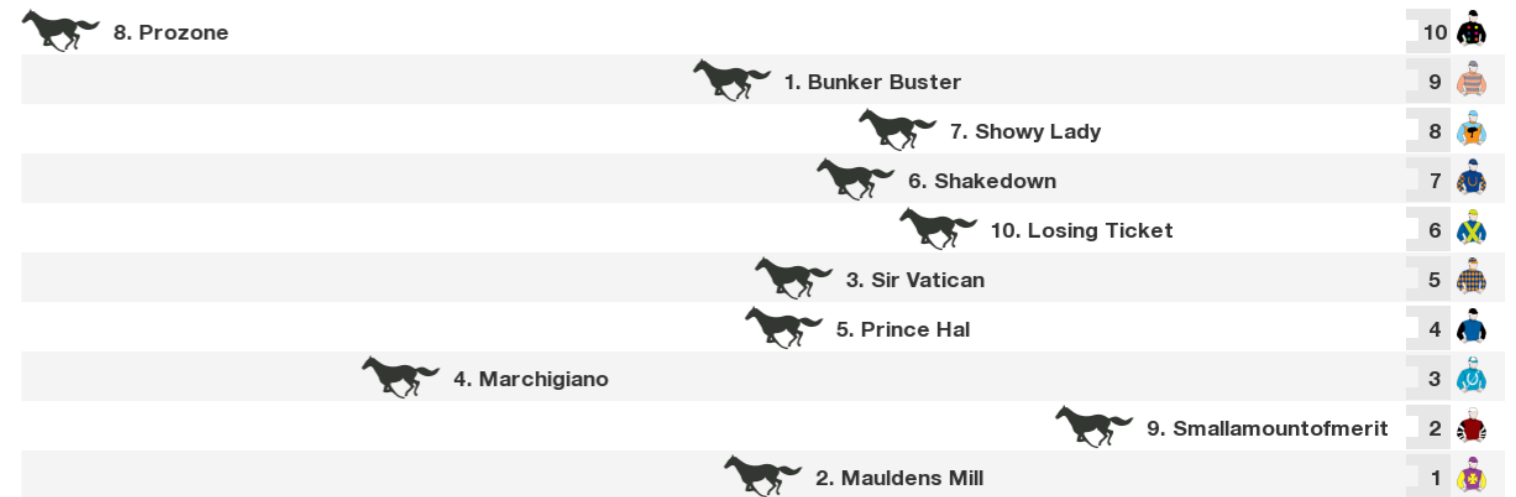 8. Prozone 10
1. Bunker Buster 9
7. Showy Lady 8
6. Shakedown 7
10. Losing Ticket 6
3. Sir Vatican 5
5. Prince Hal 4
4. Marchigiano 3
9. Smallamountofmerit 2
2. Mauldens Mill 1